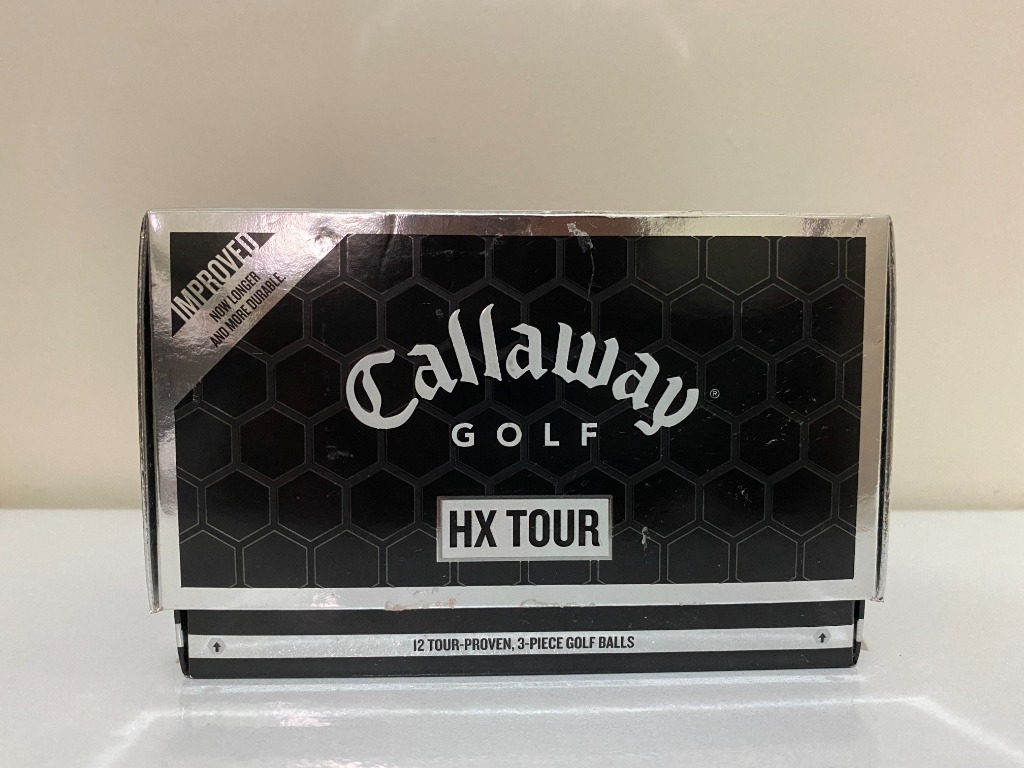 IMPROVED
NOW LONGER
AND MORE DURABLE
Callaway®
GOLF
HX TOUR
12 TOUR-PROVEN, 3-PIECE GOLF BALLS